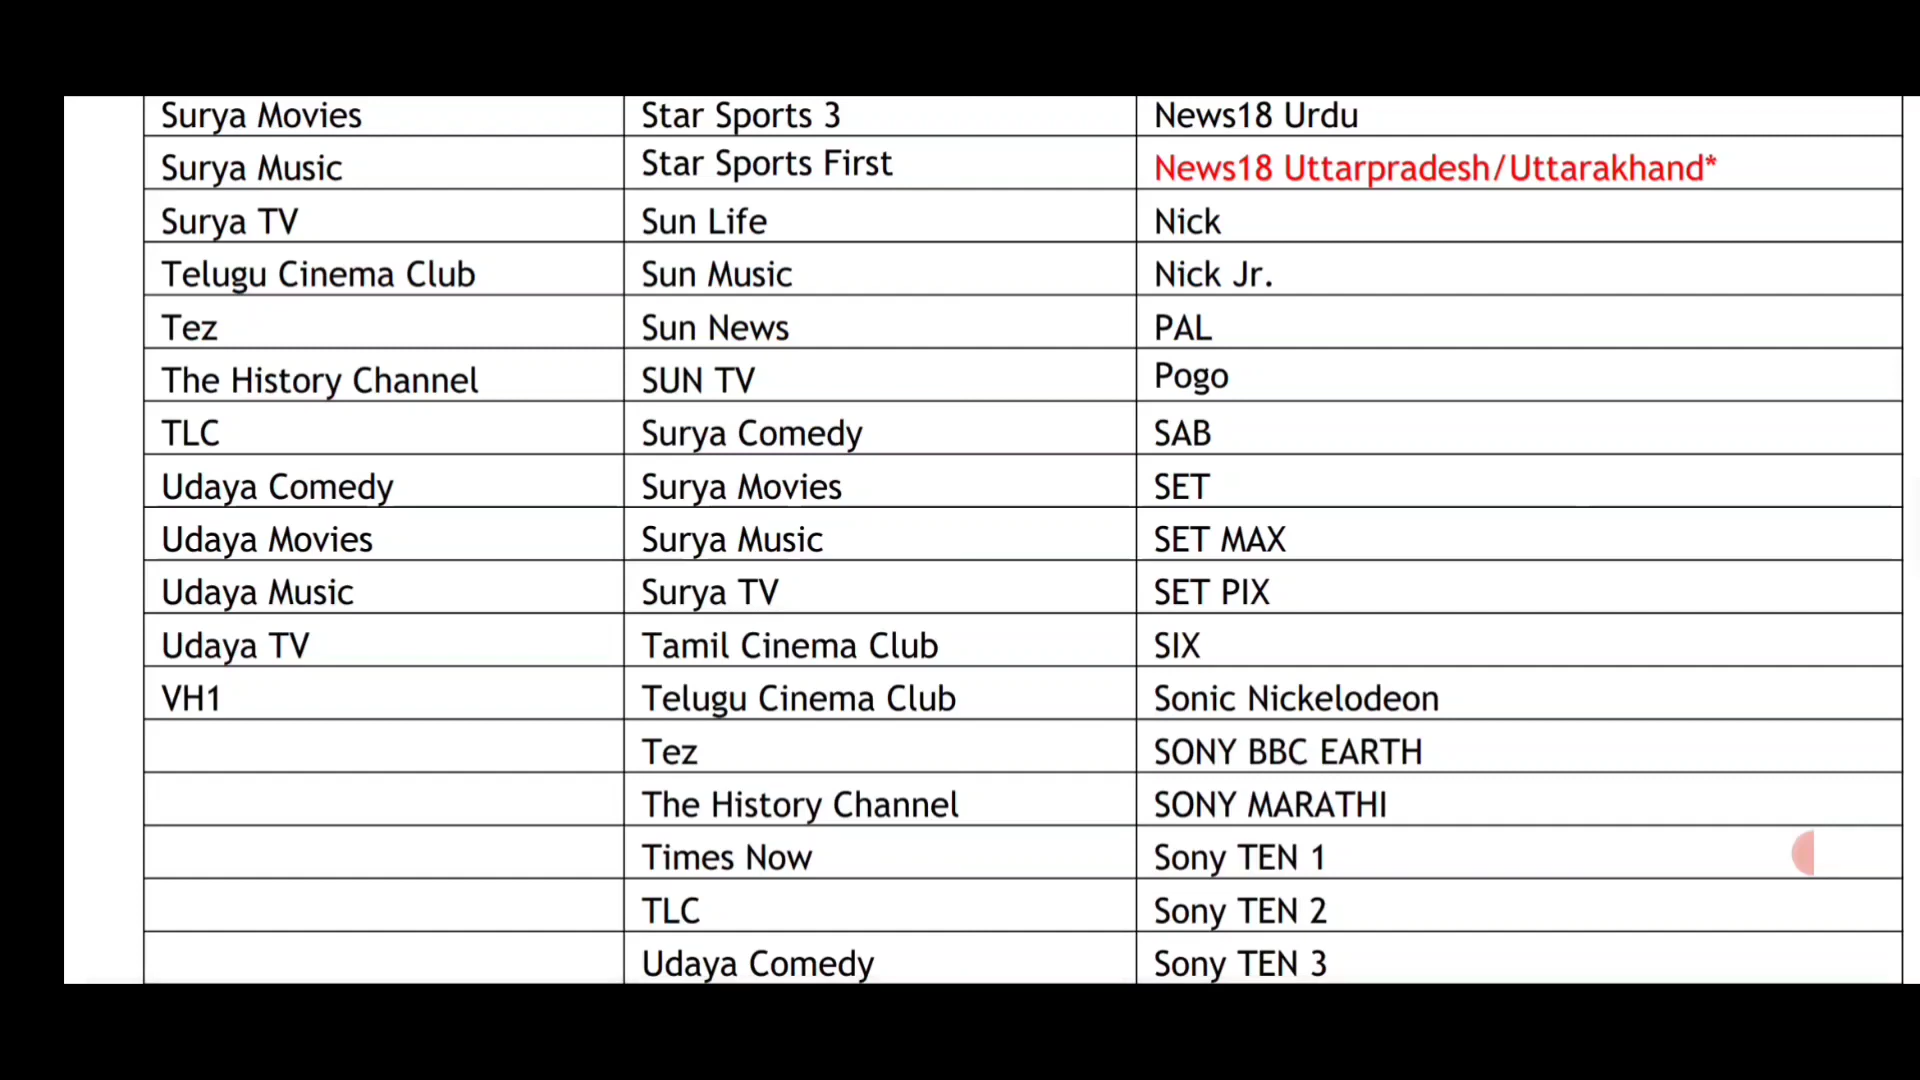 Surya Movies Star Sports 3 News18 Urdu
Surya Music Star Sports First News18 Uttarpradesh/Uttarakhand*
Surya TV Sun Life Nick
Telugu Cinema Club Sun Music Nick Jr.
Tez Sun News PAL
The History Channel SUN TV Pogo
TLC Surya Comedy SAB
Udaya Comedy Surya Movies SET
Udaya Movies Surya Music SET MAX
Udaya Music Surya TV SET PIX
Udaya TV Tamil Cinema Club SIX
VH1 Telugu Cinema Club Sonic Nickelodeon
Tez SONY BBC EARTH
The History Channel SONY MARATHI
Times Now Sony TEN 1
TLC Sony TEN 2
Udaya Comedy Sony TEN 3